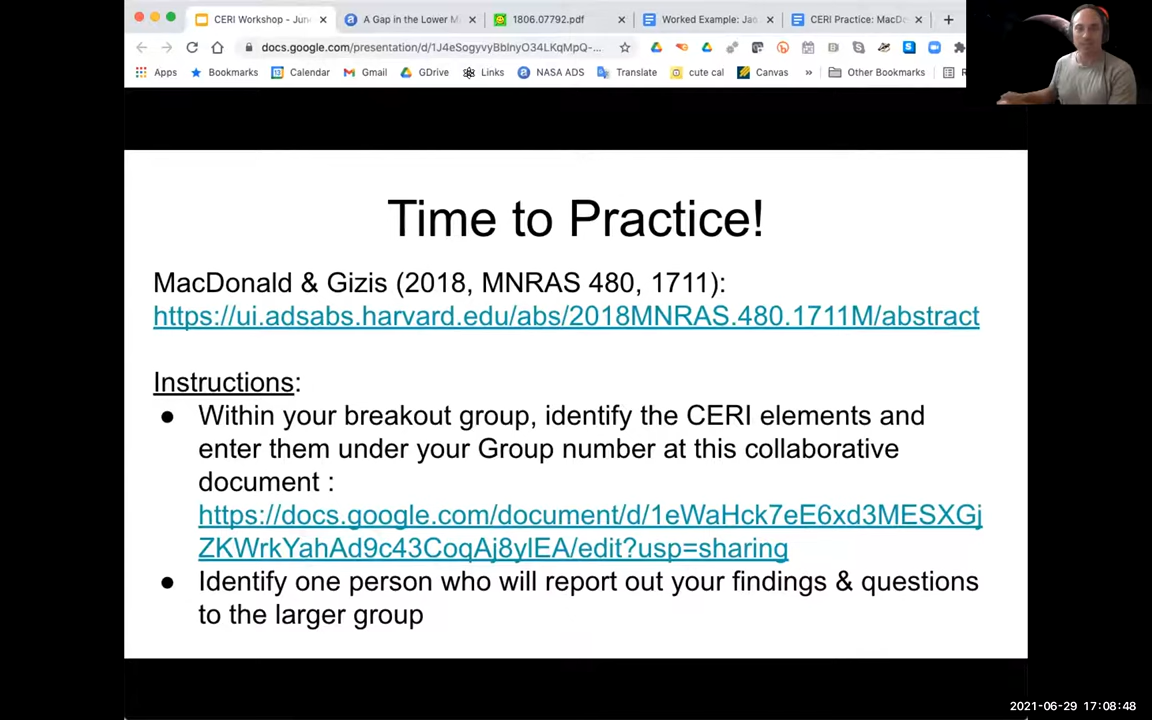 CERI Workshop - June
A Gap in the Lower M
1806.07792.pdf
Worked Example: Jao
CERI Practice: MacDo
docs.google.com/presentation/d/1J4eSogyvyBblnyO34LKqMpQ-...
Apps
Bookmarks
Calendar
Gmail
GDrive
Links
NASA ADS
Translate
cute cal
Canvas
»
Other Bookmarks
Time to Practice!
MacDonald & Gizis (2018, MNRAS 480, 1711):
https://ui.adsabs.harvard.edu/abs/2018MNRAS.480.1711M/abstract
Instructions:
● Within your breakout group, identify the CERI elements and
enter them under your Group number at this collaborative
document :
https://docs.google.com/document/d/1eWaHck7eE6xd3MESXGj
ZKWrkYahAd9c43CoqAj8ylEA/edit?usp=sharing
● Identify one person who will report out your findings & questions
to the larger group
2021-06-29 17:08:48